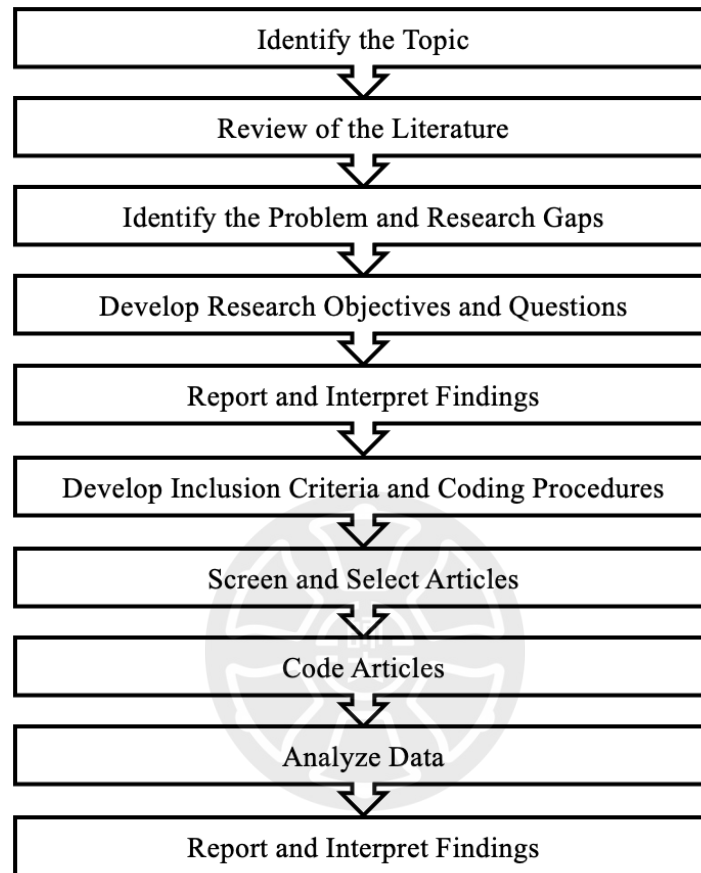 Identify the Topic
Review of the Literature
Identify the Problem and Research Gaps
Develop Research Objectives and Questions
Report and Interpret Findings
Develop Inclusion Criteria and Coding Procedures
Screen and Select Articles
Code Articles
Analyze Data
Report and Interpret Findings